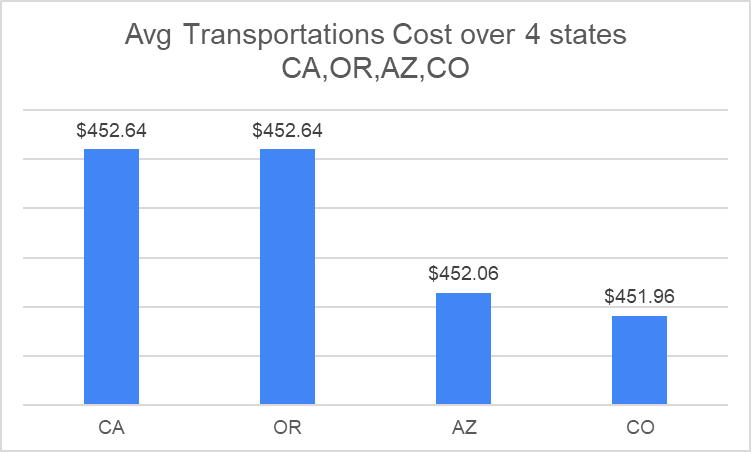 Avg Transportations Cost over 4 states
CA,OR,AZ,CO
$452.64
$452.64
$452.06
$451.96
CA
OR
AZ
CO